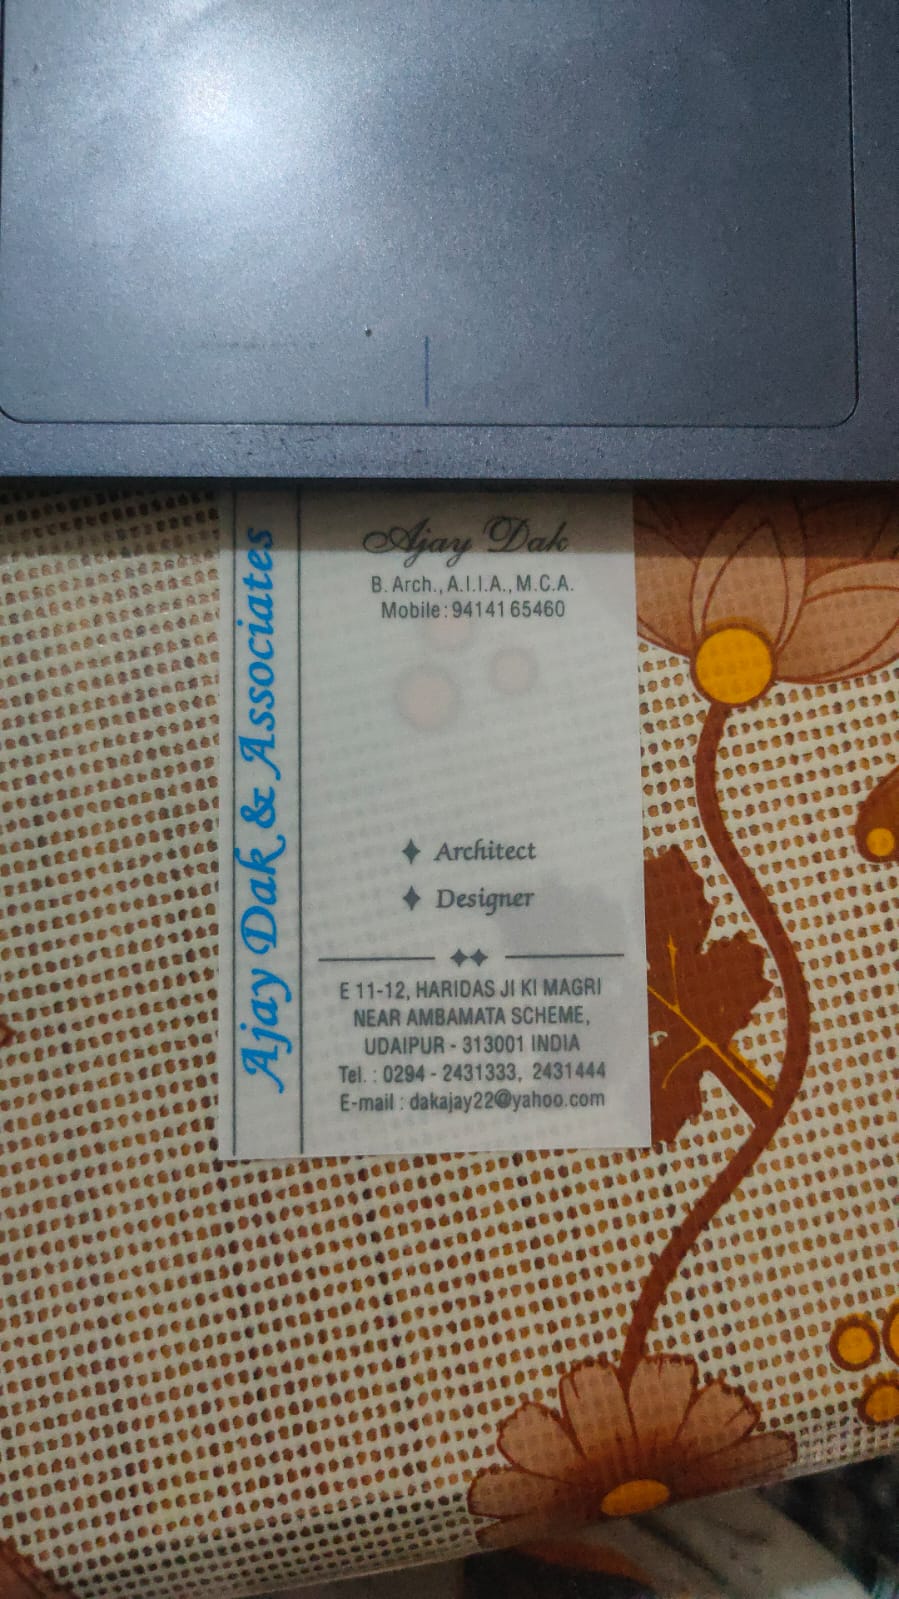 Ajay Dak & Associates
Ajay Dak
B. Arch., A.I.I.A., M.C.A.
Mobile: 94141 65460
Architect
Designer
E 11-12, HARIDAS JI KI MAGRI
NEAR AMBAMATA SCHEME,
UDAIPUR - 313001 INDIA
Tel. : 0294 - 2431333, 2431444
E-mail : dakajay22@yahoo.com